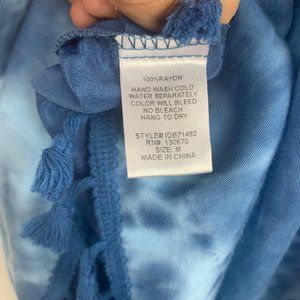 100%RAYON
HAND WASH COLD
WATER SEPARATELY
COLOR WILL BLEED
NO BLEACH
HANG TO DRY
STYLE# IDB71482
RN#: 130670
SIZE: M
MADE IN CHINA